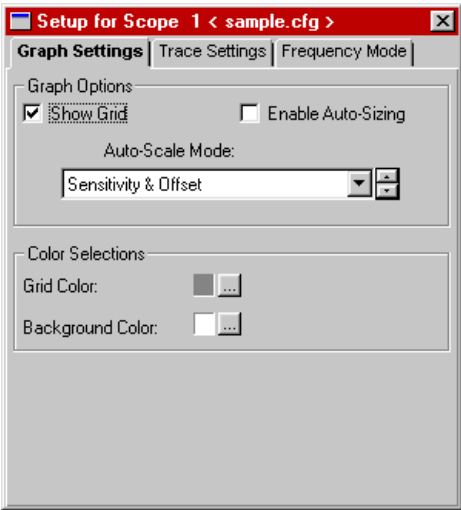 Setup for Scope 1 < sample.cfg >
Graph Settings Trace Settings Frequency Mode
Graph Options
Show Grid Enable Auto-Sizing
Auto-Scale Mode:
Sensitivity & Offset
Color Selections
Grid Color: ...
Background Color: ...